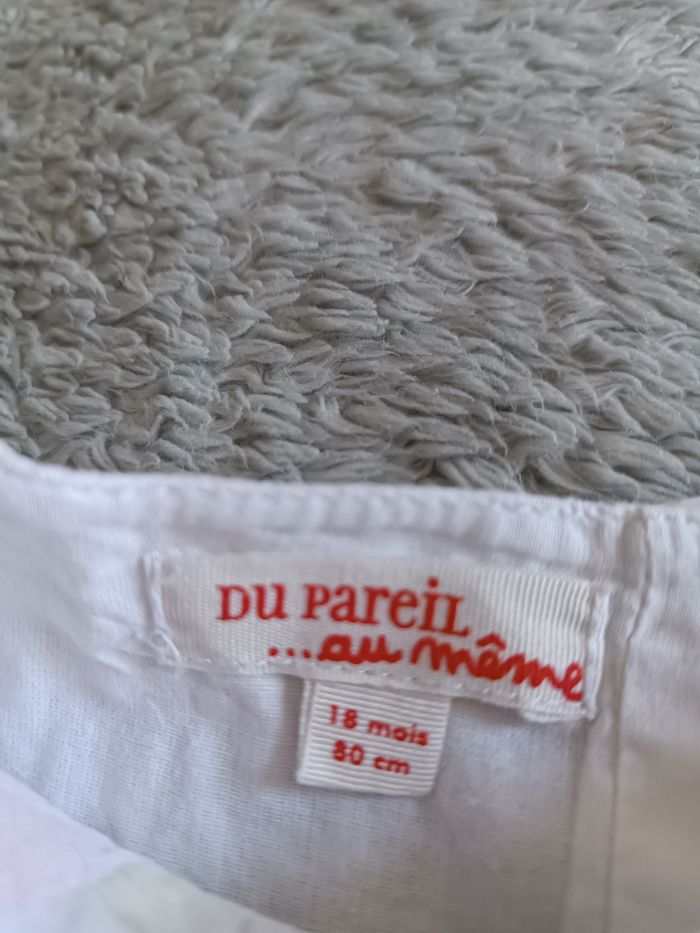 DU PAREIL
...au même
18 mois
80 cm